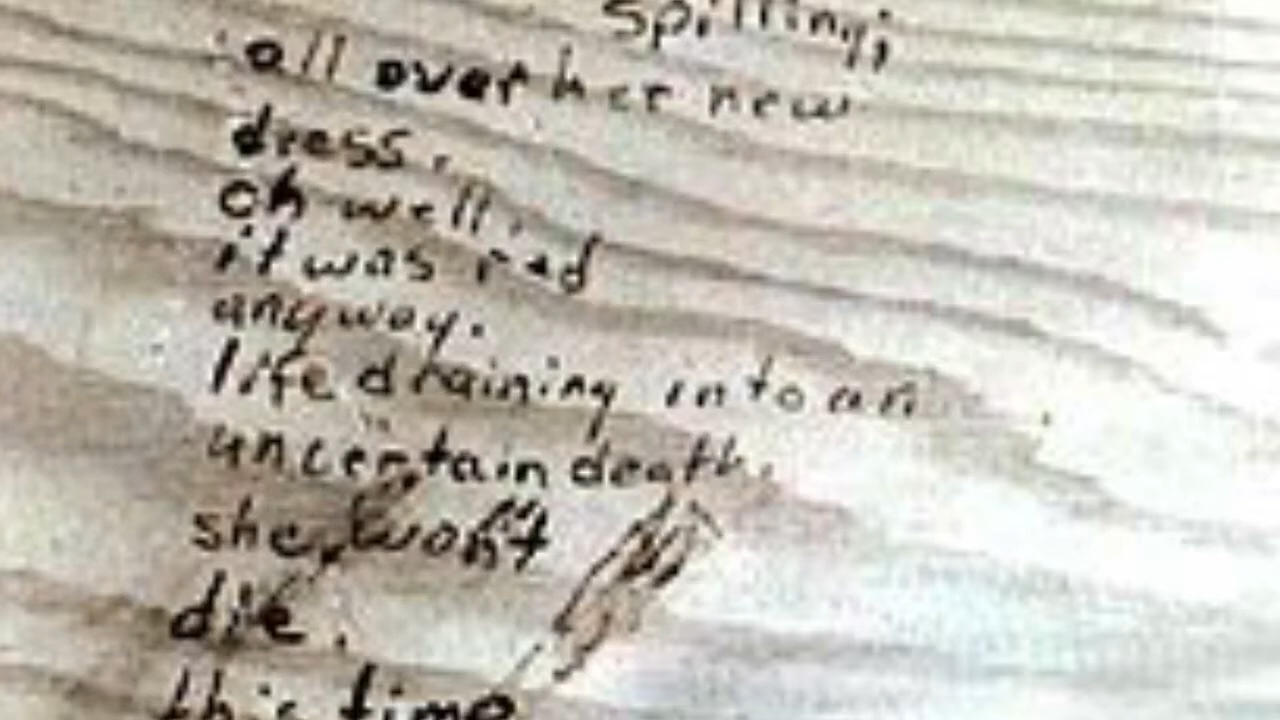 spilling;
all over her new
dress.
oh well.
it was red
anyway.
life draining into an
uncertain death.
she won't
die.
this time